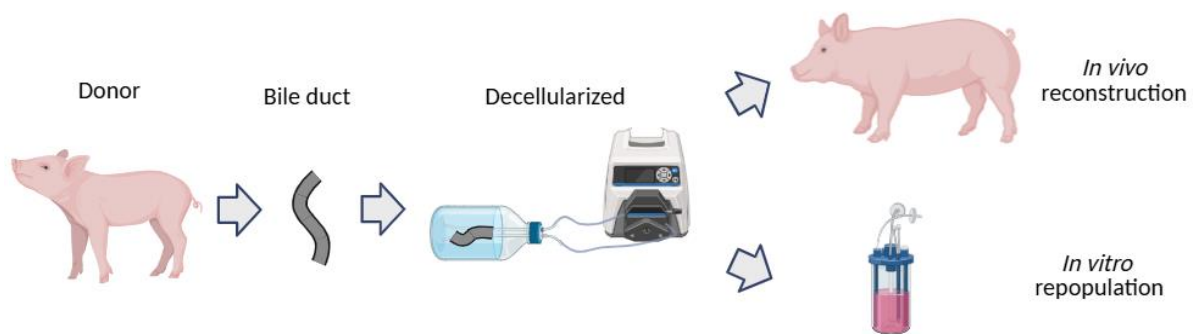 Donor
Bile duct
Decellularized
In vivo
reconstruction
In vitro
repopulation